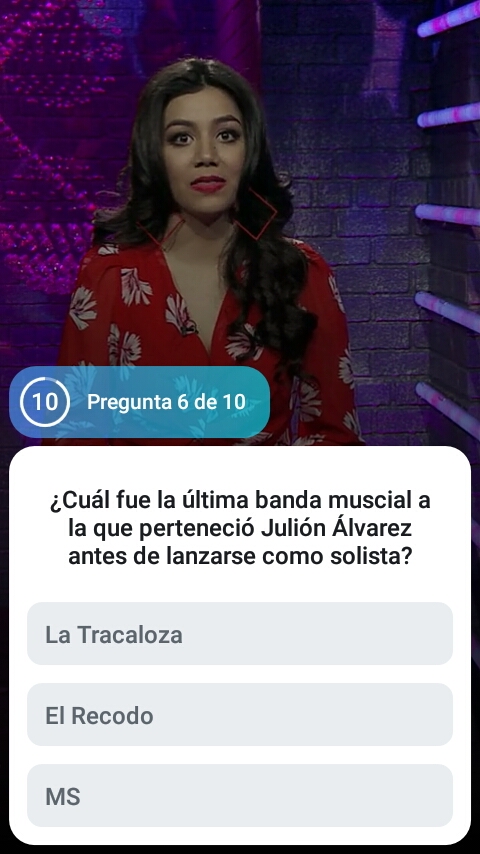 10 Pregunta 6 de 10
¿Cuál fue la última banda muscial a
la que perteneció Julión Álvarez
antes de lanzarse como solista?
La Tracaloza
El Recodo
MS